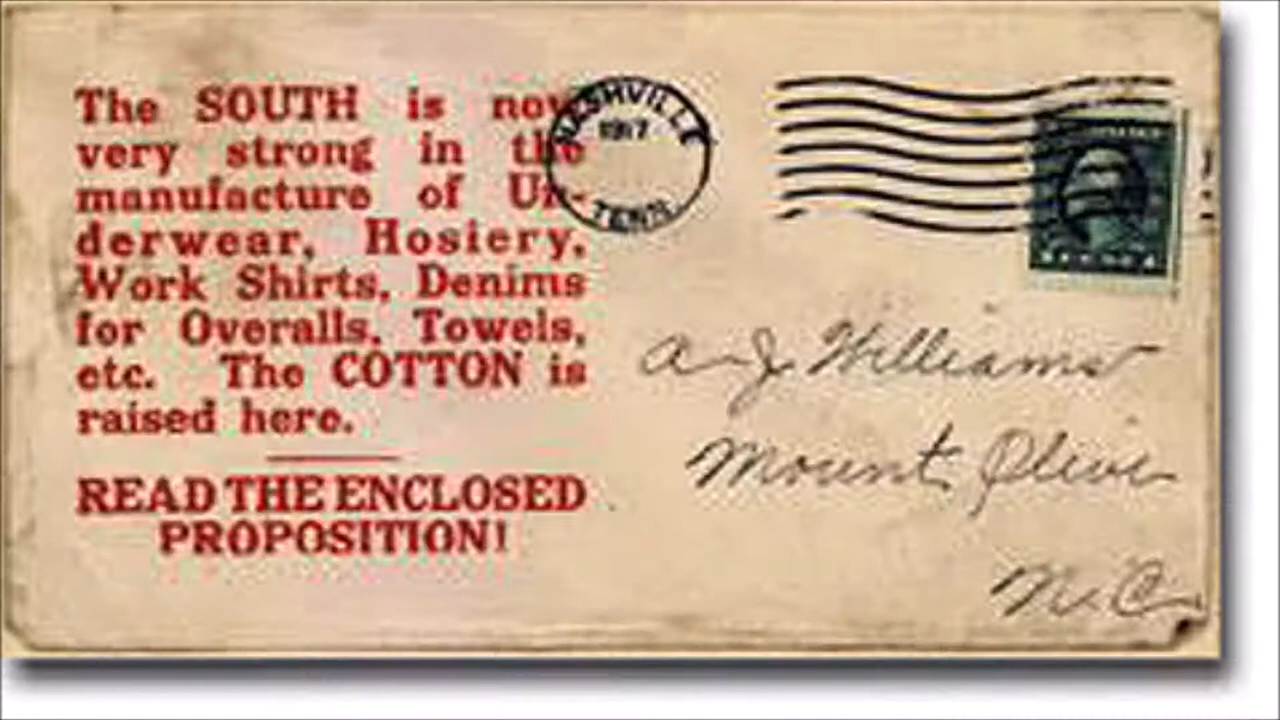 The SOUTH is now
very strong in the
manufacture of Un-
derwear, Hosiery,
Work Shirts, Denims
for Overalls, Towels,
etc. The COTTON is
raised here.
READ THE ENCLOSED
PROPOSITION!
NASHVILLE
1917
TENN.
A J Williams
Mount Olive
N.C.